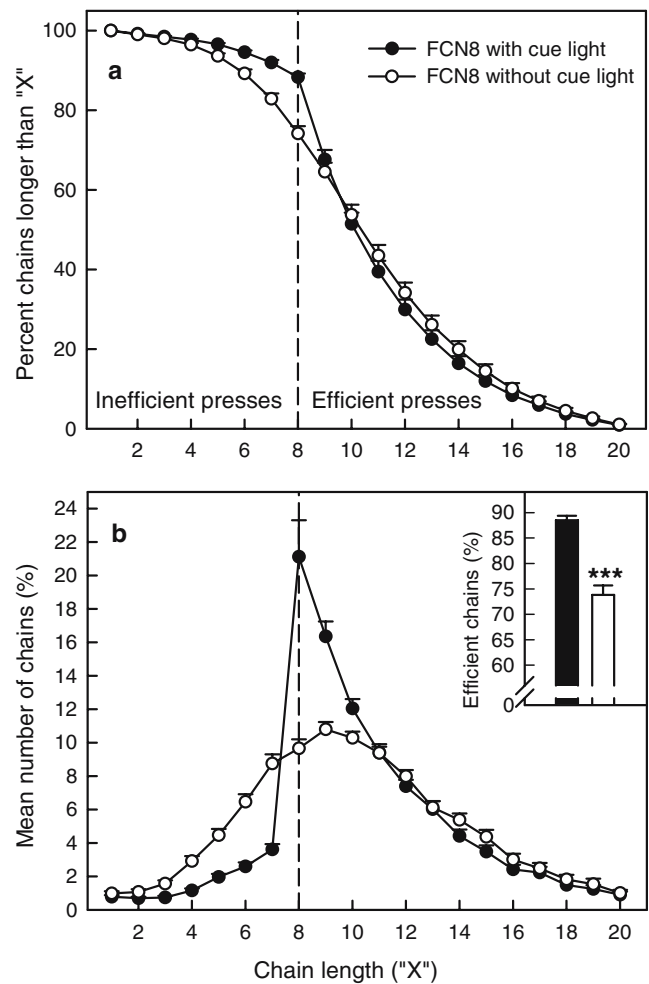 Percent chains longer than "X"
100
80
60
40
20
0
a
FCN8 with cue light
FCN8 without cue light
Inefficient presses
Efficient presses
2 4 6 8 10 12 14 16 18 20
Mean number of chains (%)
24
22
20
18
16
14
12
10
8
6
4
2
0
b
Efficient chains (%)
90
85
80
75
70
65
60
0
***
2 4 6 8 10 12 14 16 18 20
Chain length ("X")